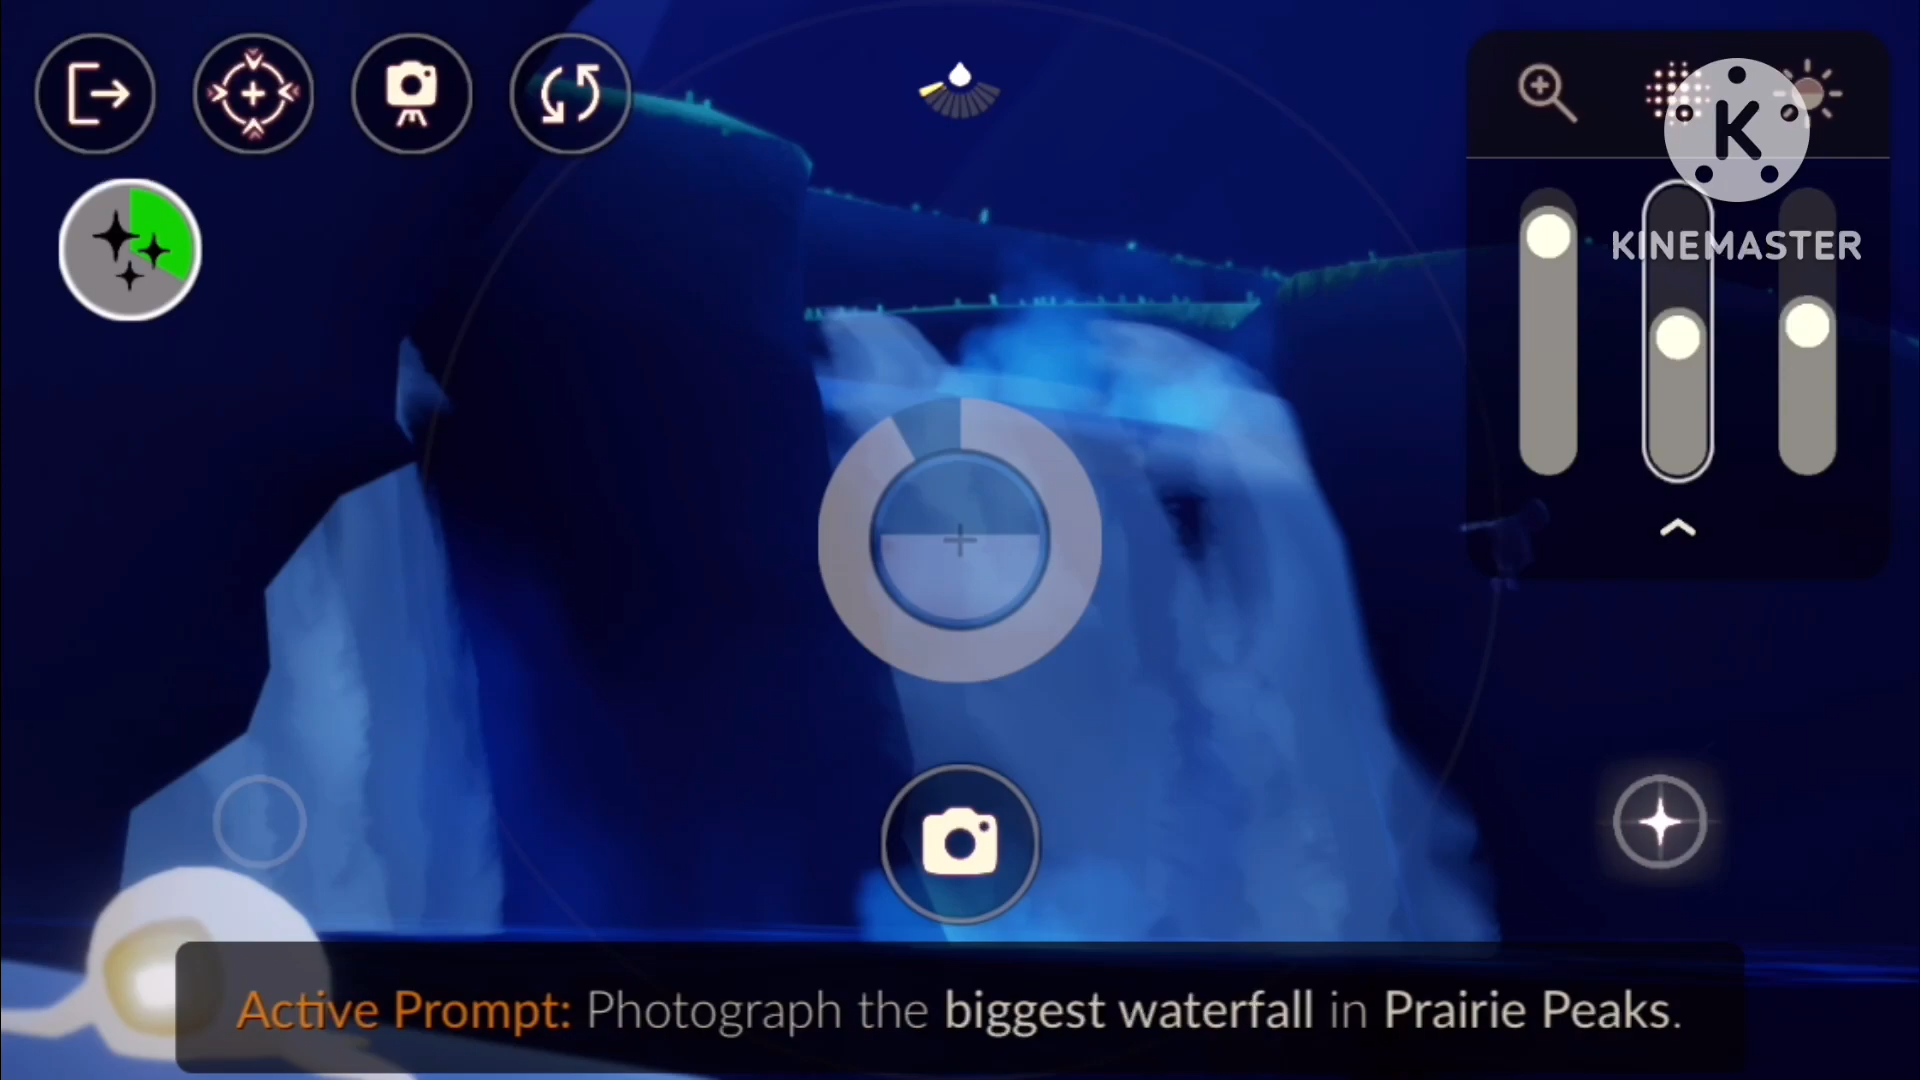 K
KINEMASTER
Active Prompt: Photograph the biggest waterfall in Prairie Peaks.